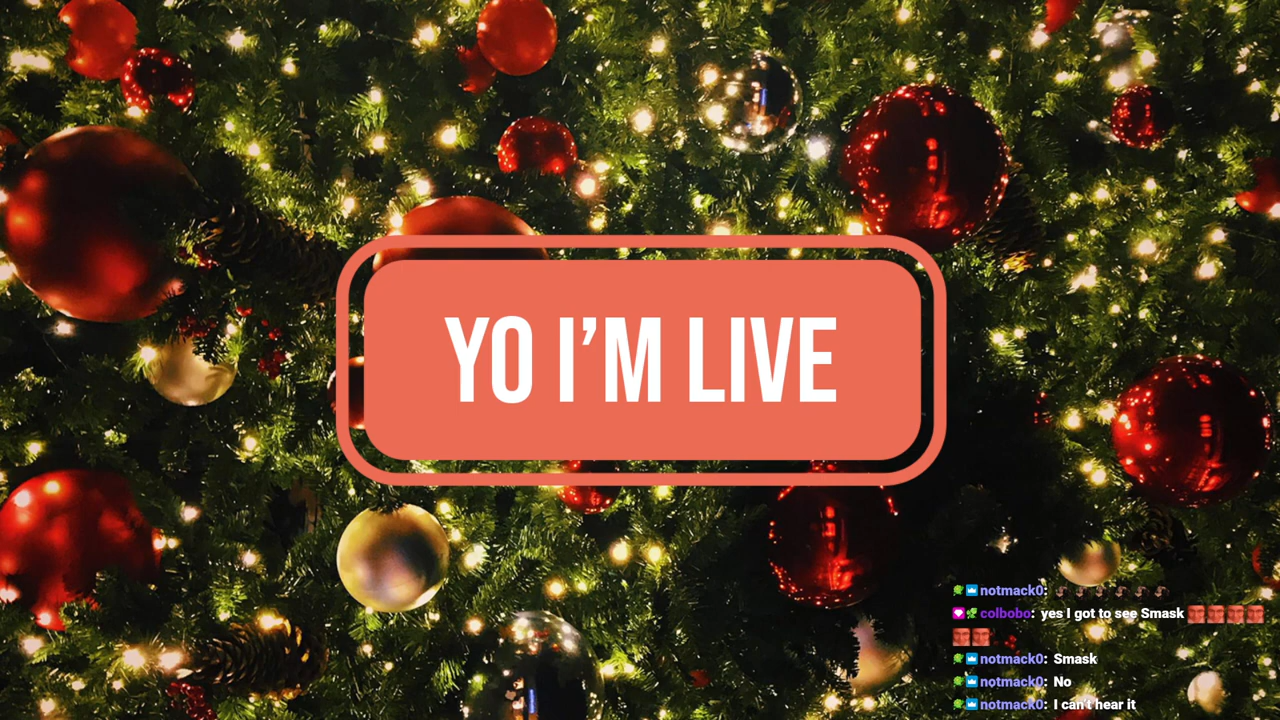 YO I'M LIVE
notmack0:
colbobo: yes I got to see Smask
notmack0: Smask
notmack0: No
notmack0: I can't hear it